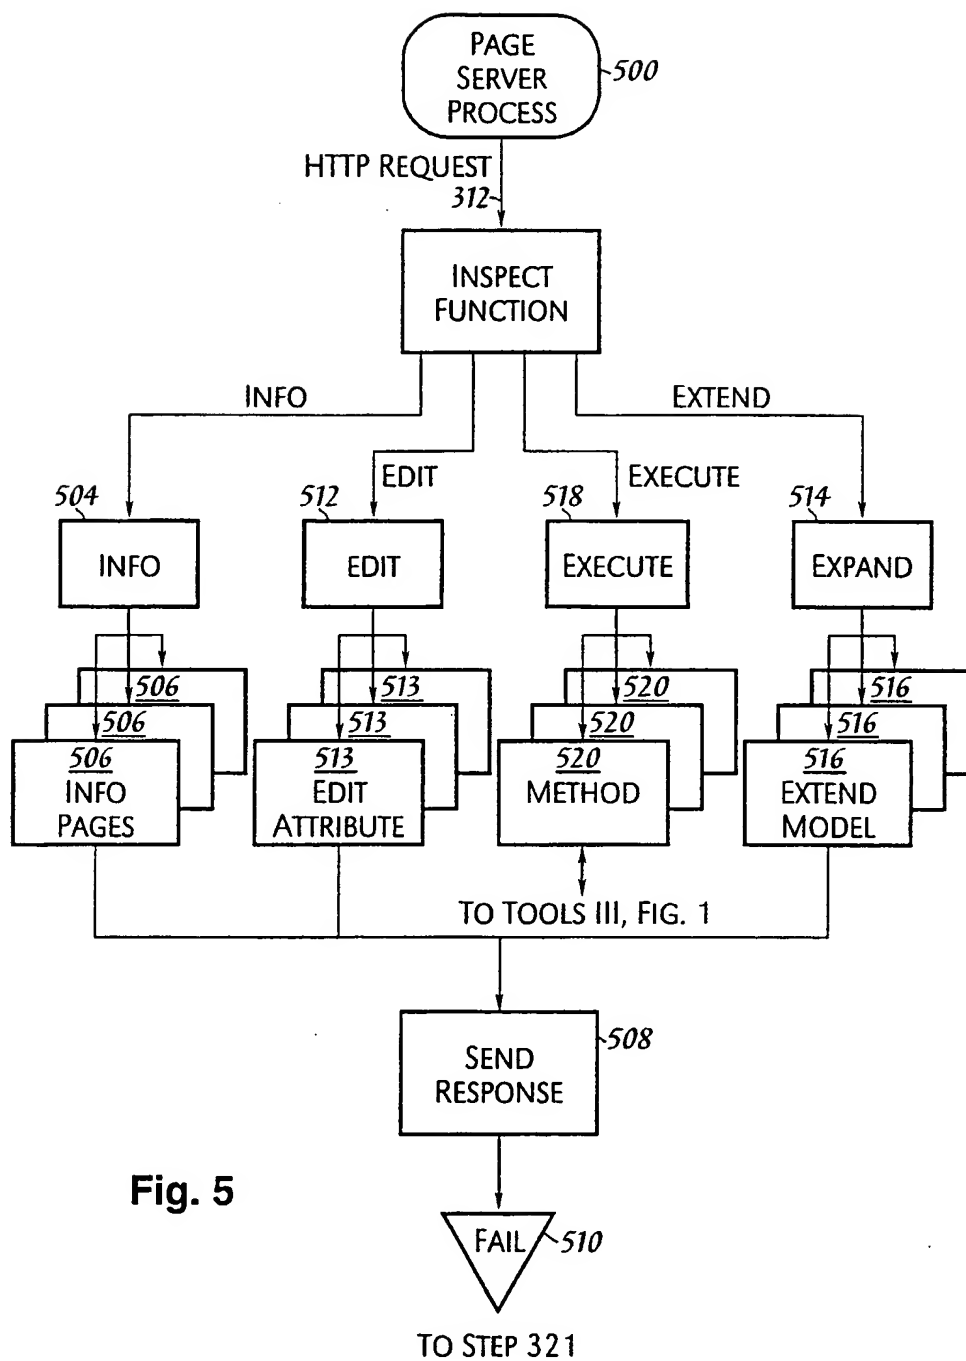 PAGE
SERVER
PROCESS
500
HTTP REQUEST
312
INSPECT
FUNCTION
INFO
EXTEND
EDIT
EXECUTE
504
512
518
514
INFO
EDIT
EXECUTE
EXPAND
506
513
520
516
506
513
520
516
506
513
520
516
INFO
PAGES
EDIT
ATTRIBUTE
METHOD
EXTEND
MODEL
TO TOOLS III, FIG. 1
508
SEND
RESPONSE
Fig. 5
FAIL
510
TO STEP 321